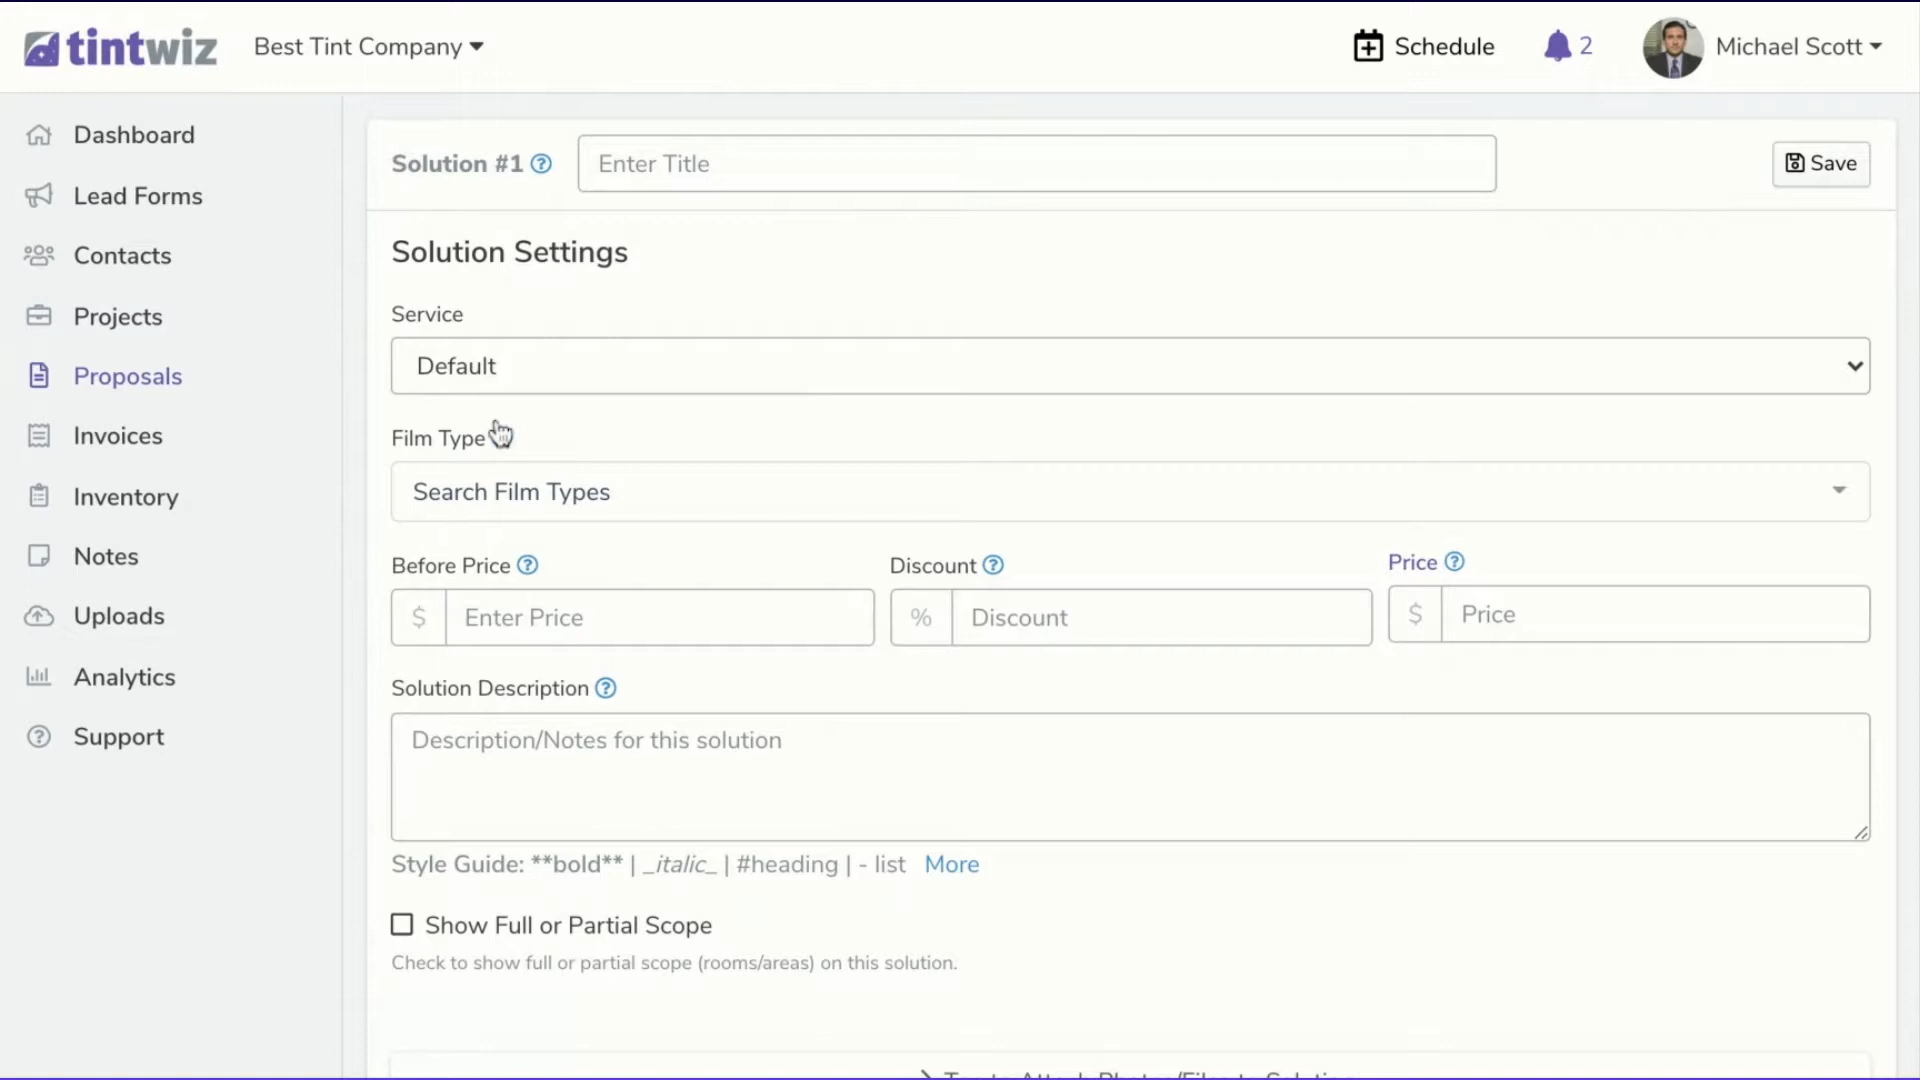 tintwiz
Best Tint Company
Schedule
2
Michael Scott
Dashboard
Lead Forms
Contacts
Projects
Proposals
Invoices
Inventory
Notes
Uploads
Analytics
Support
Solution #1 ?
Enter Title
Save
Solution Settings
Service
Default
Film Type
Search Film Types
Before Price ?
$ Enter Price
Discount ?
% Discount
Price ?
$ Price
Solution Description ?
Description/Notes for this solution
Style Guide: **bold** | _italic_ | #heading | - list More
Show Full or Partial Scope
Check to show full or partial scope (rooms/areas) on this solution.